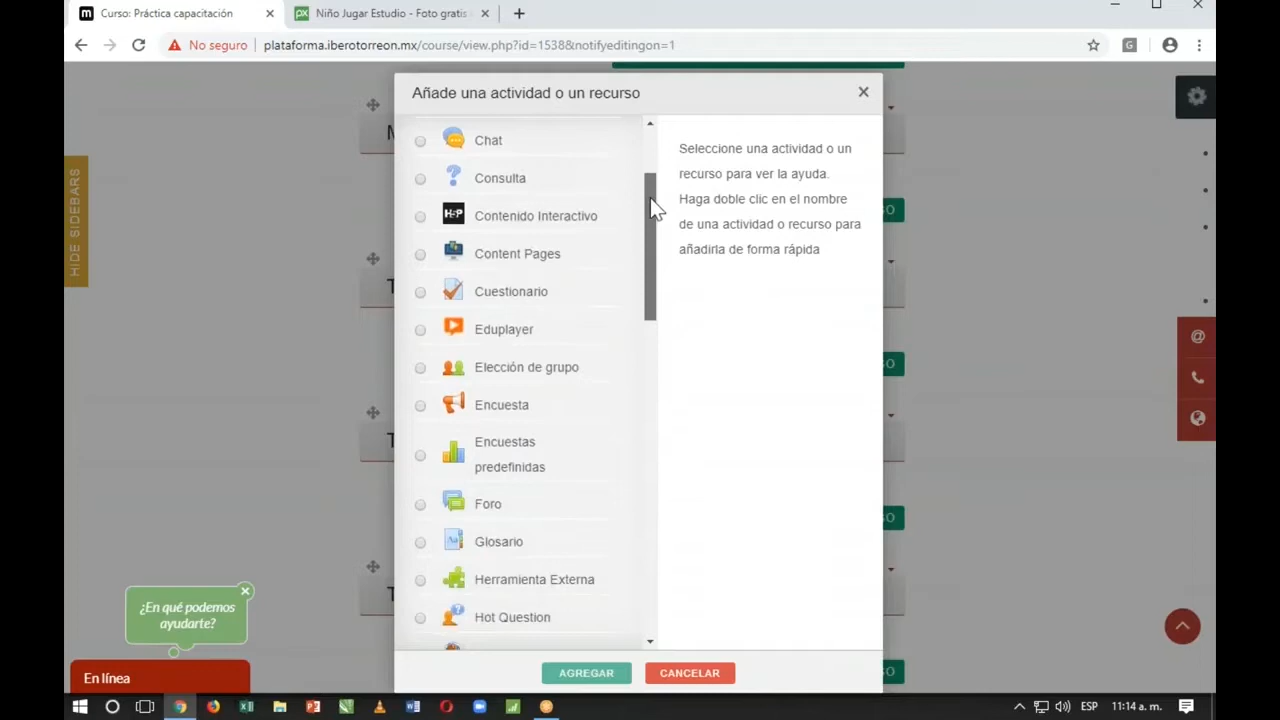 Curso: Práctica capacitación
Niño Jugar Estudio - Foto gratis
No seguro
plataforma.iberotorreon.mx/course/view.php?id=1538&notifyeditingon=1
Añade una actividad o un recurso
HIDE SIDEBARS
Chat
Consulta
H5P
Contenido Interactivo
Content Pages
Cuestionario
Eduplayer
Elección de grupo
Encuesta
Encuestas
predefinidas
Foro
Glosario
Herramienta Externa
Hot Question
Seleccione una actividad o un
recurso para ver la ayuda.
Haga doble clic en el nombre
de una actividad o recurso para
añadirla de forma rápida
AGREGAR
CANCELAR
¿En qué podemos
ayudarte?
En línea
ESP
11:14 a. m.